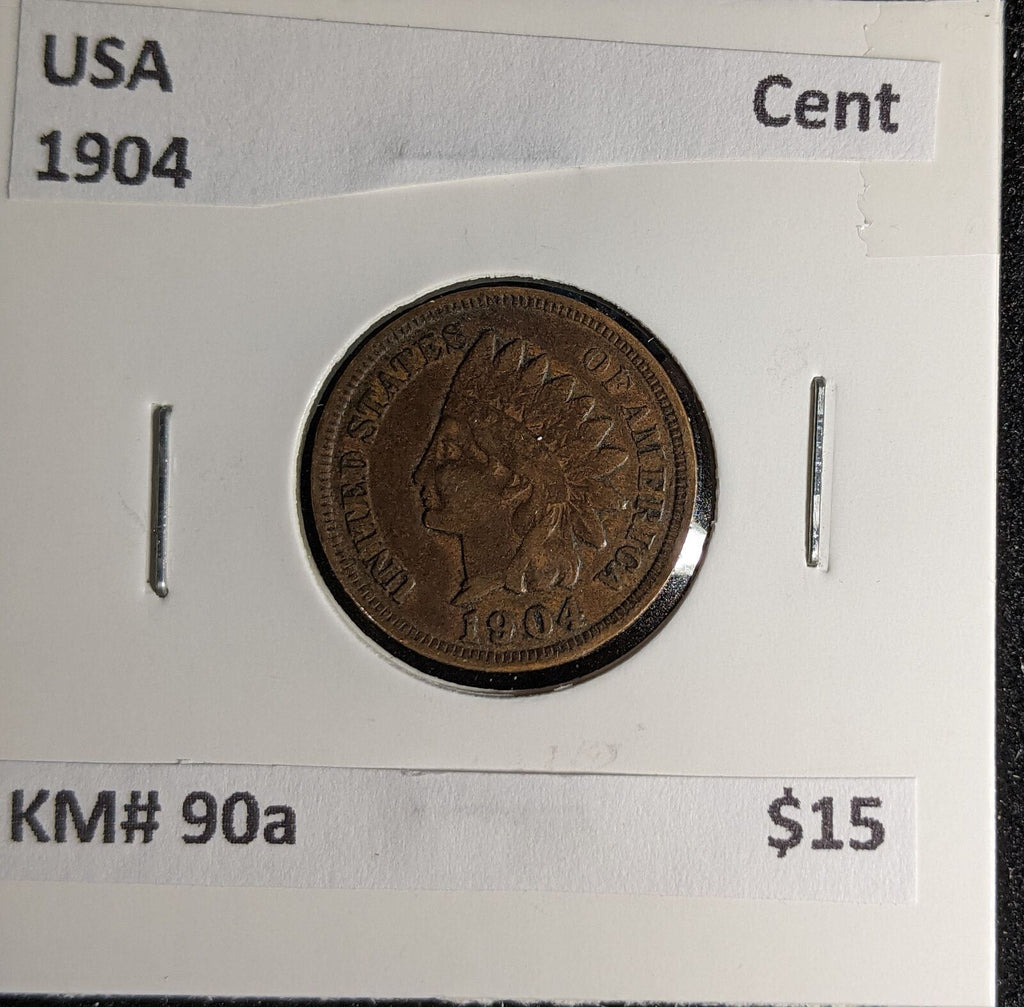 USA
Cent
1904
UNITED STATES OF AMERICA
1904
KM# 90a
$15